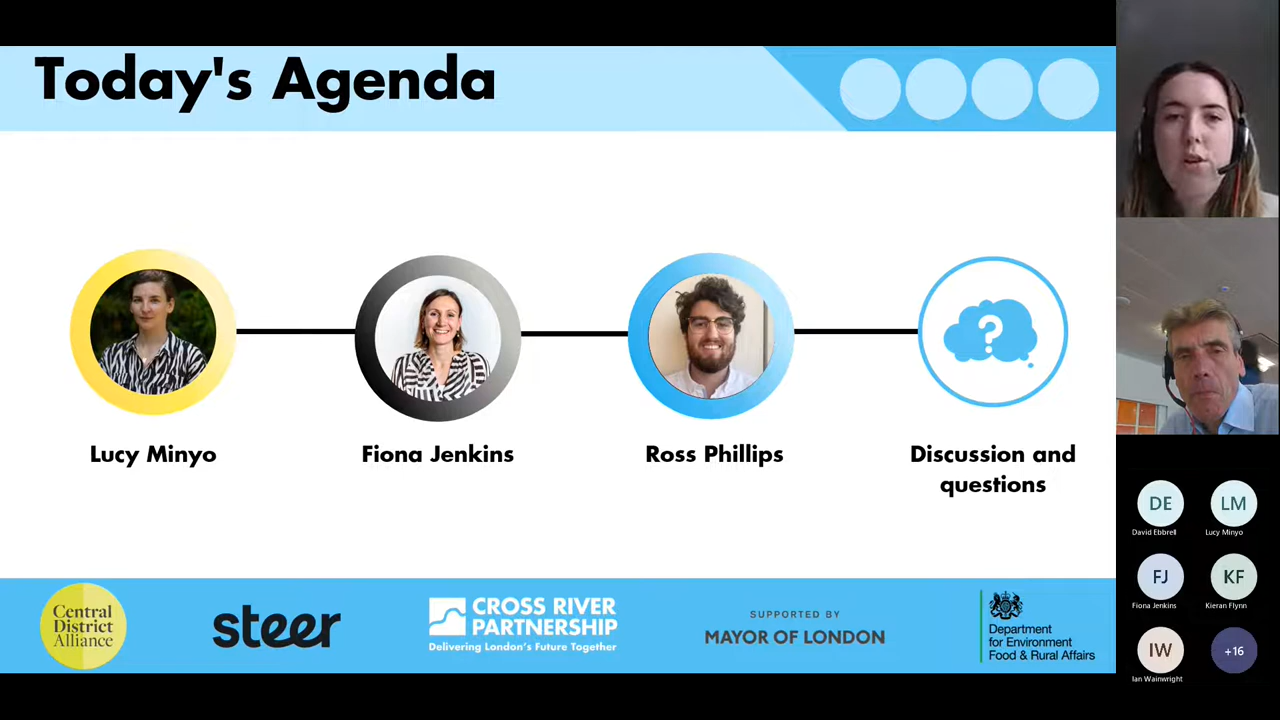 Today's Agenda
Lucy Minyo
Fiona Jenkins
Ross Phillips
Discussion and
questions
?
Central
District
Alliance
steer
CROSS RIVER
PARTNERSHIP
Delivering London's Future Together
SUPPORTED BY
MAYOR OF LONDON
Department
for Environment
Food & Rural Affairs
DE
LM
David Ebbrell
Lucy Minyo
FJ
KF
Fiona Jenkins
Kieran Flynn
IW
+16
Ian Wainwright